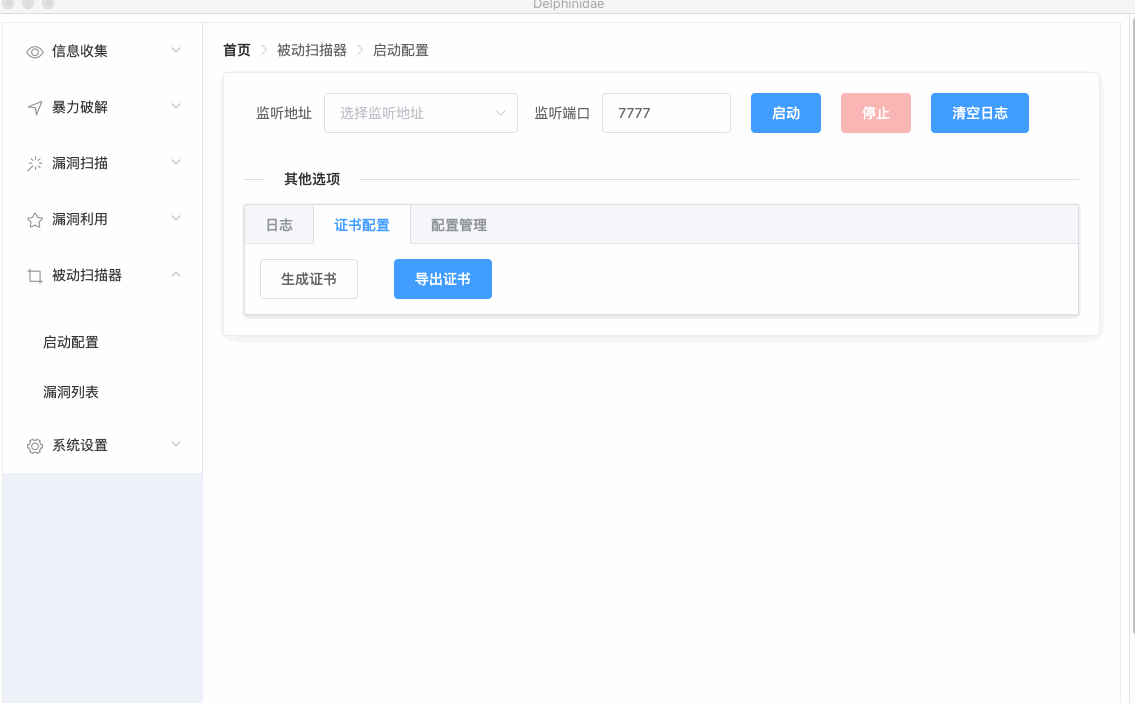 Delphinidae
信息收集
暴力破解
漏洞扫描
漏洞利用
被动扫描器
启动配置
漏洞列表
系统设置
首页 > 被动扫描器 > 启动配置
监听地址 选择监听地址 监听端口 7777 启动 停止 清空日志
其他选项
日志 证书配置 配置管理
生成证书 导出证书